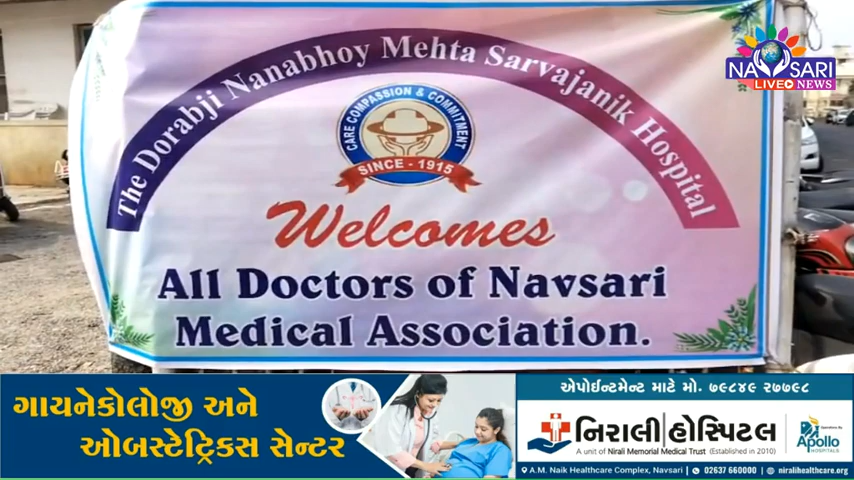 The Dorabji Nanabhoy Mehta Sarvajanik Hospital
CARE COMPASSION & COMMITMENT
SINCE - 1915
Welcomes
All Doctors of Navsari
Medical Association.
NAVSARI
LIVE NEWS
ગાયનેકોલોજી અને
ઓબસ્ટેટ્રિક્સ સેન્ટર
એપોઈન્ટમેન્ટ માટે મો. ૭૯૮૪૯ ૨૭૭૯૮
નિરાલી હોસ્પિટલ
A unit of Nirali Memorial Medical Trust (Established in 2010)
Apollo
HOSPITALS
A.M. Naik Healthcare Complex, Navsari | 02637 660000 | niralihealthcare.org